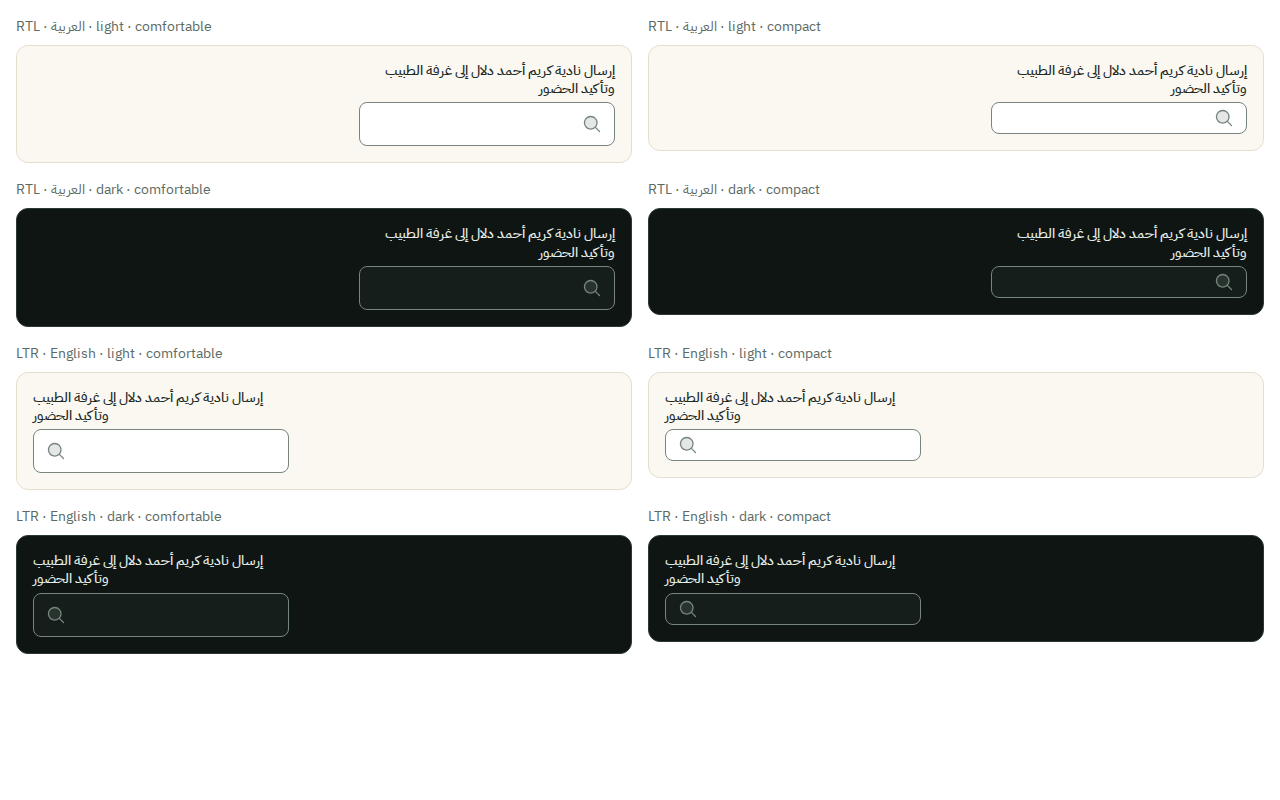 RTL · العربية · light · comfortable
إرسال نادية كريم أحمد دلال إلى غرفة الطبيب
وتأكيد الحضور
RTL · العربية · light · compact
إرسال نادية كريم أحمد دلال إلى غرفة الطبيب
وتأكيد الحضور
RTL · العربية · dark · comfortable
إرسال نادية كريم أحمد دلال إلى غرفة الطبيب
وتأكيد الحضور
RTL · العربية · dark · compact
إرسال نادية كريم أحمد دلال إلى غرفة الطبيب
وتأكيد الحضور
LTR · English · light · comfortable
إرسال نادية كريم أحمد دلال إلى غرفة الطبيب
وتأكيد الحضور
LTR · English · light · compact
إرسال نادية كريم أحمد دلال إلى غرفة الطبيب
وتأكيد الحضور
LTR · English · dark · comfortable
إرسال نادية كريم أحمد دلال إلى غرفة الطبيب
وتأكيد الحضور
LTR · English · dark · compact
إرسال نادية كريم أحمد دلال إلى غرفة الطبيب
وتأكيد الحضور